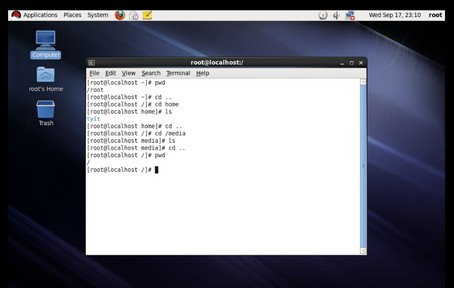 Applications Places System
Wed Sep 17, 23:10 root
Computer
root's Home
Trash
root@localhost:/
File Edit View Search Terminal Help
[root@localhost ~]# pwd
/root
[root@localhost ~]# cd ..
[root@localhost /]# cd home
[root@localhost home]# ls
tyit
[root@localhost home]# cd ..
[root@localhost /]# cd /media
[root@localhost media]# ls
[root@localhost media]# cd ..
[root@localhost /]# pwd
/
[root@localhost /]#